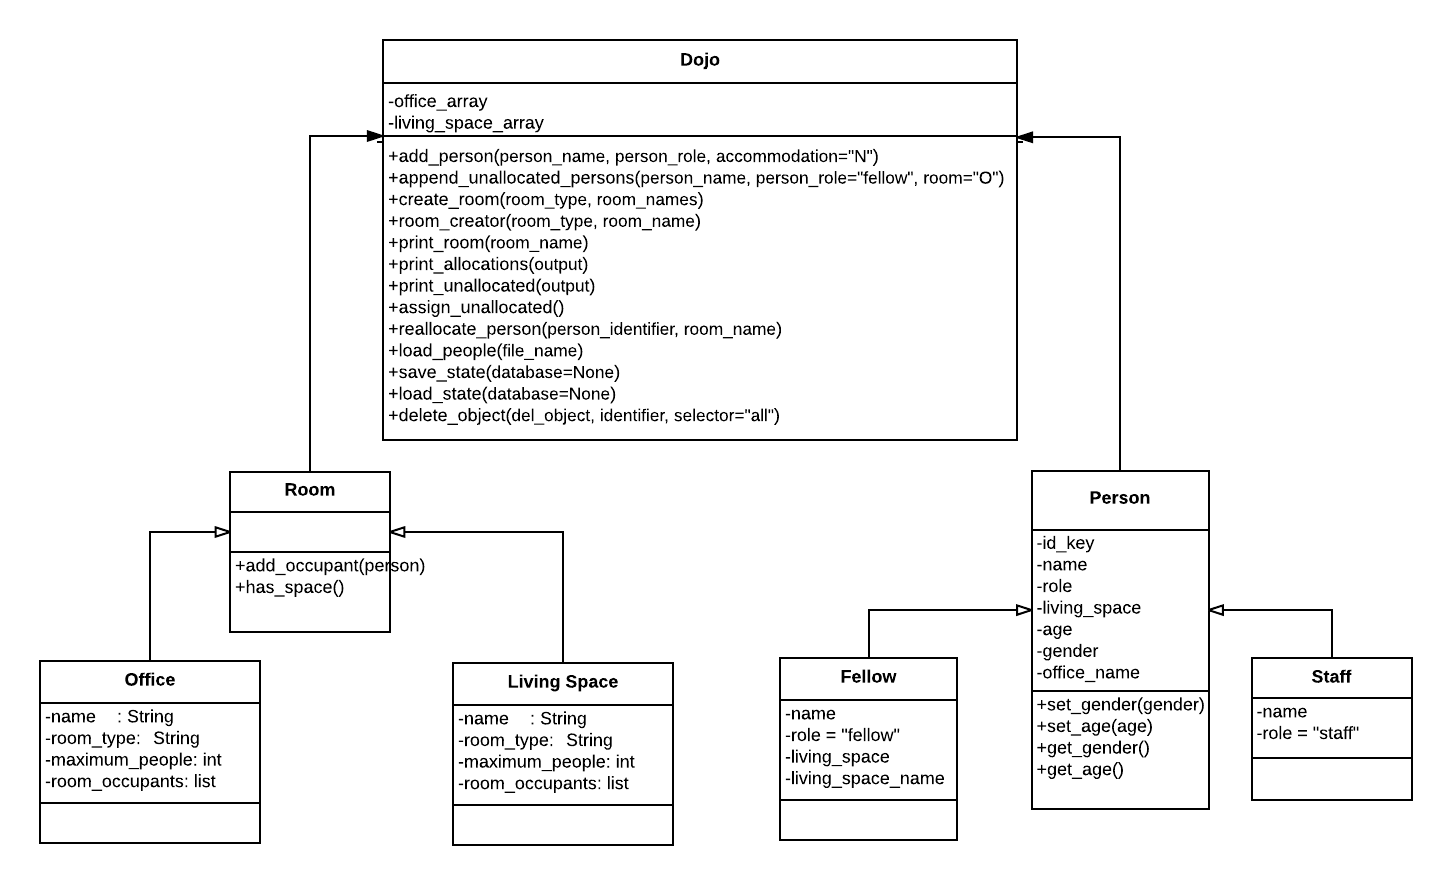 Dojo
-office_array
-living_space_array
+add_person(person_name, person_role, accommodation="N")
+append_unallocated_persons(person_name, person_role="fellow", room="O")
+create_room(room_type, room_names)
+room_creator(room_type, room_name)
+print_room(room_name)
+print_allocations(output)
+print_unallocated(output)
+assign_unallocated()
+reallocate_person(person_identifier, room_name)
+load_people(file_name)
+save_state(database=None)
+load_state(database=None)
+delete_object(del_object, identifier, selector="all")
Room
+add_occupant(person)
+has_space()
Person
-id_key
-name
-role
-living_space
-age
-gender
-office_name
+set_gender(gender)
+set_age(age)
+get_gender()
+get_age()
Office
-name : String
-room_type: String
-maximum_people: int
-room_occupants: list
Living Space
-name : String
-room_type: String
-maximum_people: int
-room_occupants: list
Fellow
-name
-role = "fellow"
-living_space
-living_space_name
Staff
-name
-role = "staff"